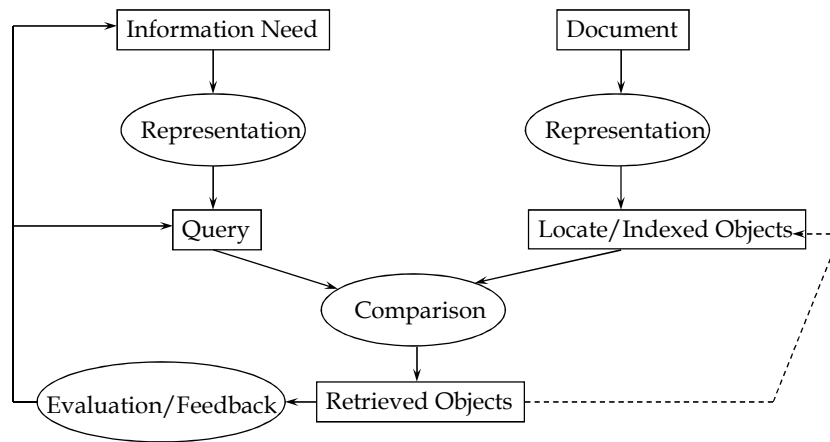 Information Need
Document
Representation
Representation
Query
Locate/Indexed Objects
Comparison
Evaluation/Feedback
Retrieved Objects